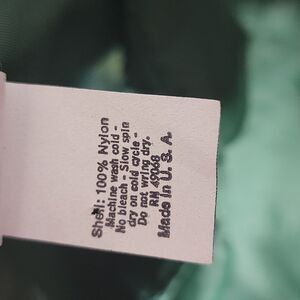 Shell: 100% Nylon
Machine wash cold -
No bleach - Slow spin
dry on cold cycle -
Do not wring dry.
RN 49068
Made in U. S. A.